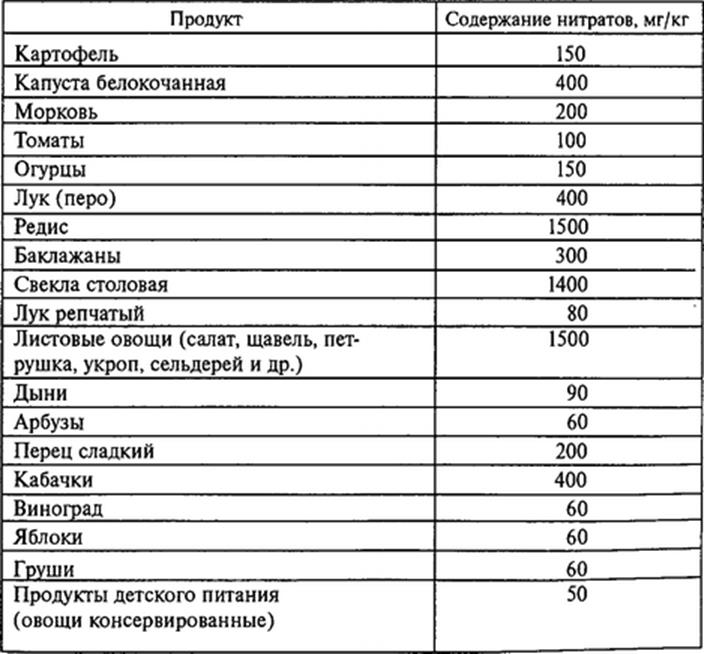 Продукт Содержание нитратов, мг/кг
Картофель 150
Капуста белокочанная 400
Морковь 200
Томаты 100
Огурцы 150
Лук (перо) 400
Редис 1500
Баклажаны 300
Свекла столовая 1400
Лук репчатый 80
Листовые овощи (салат, щавель, пет- 1500
рушка, укроп, сельдерей и др.)
Дыни 90
Арбузы 60
Перец сладкий 200
Кабачки 400
Виноград 60
Яблоки 60
Груши 60
Продукты детского питания 50
(овощи консервированные)